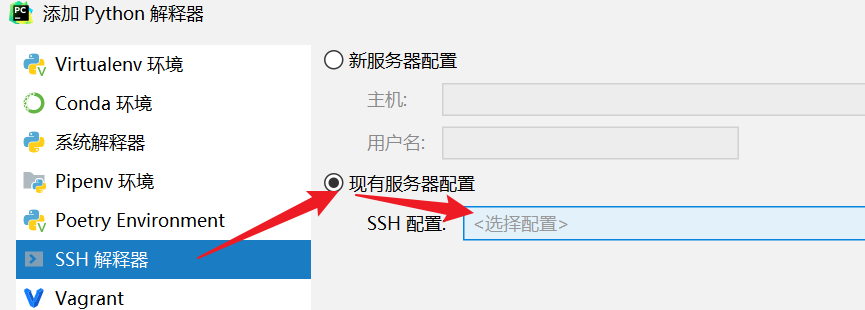 PC
添加 Python 解释器
Virtualenv 环境
Conda 环境
系统解释器
Pipenv 环境
Poetry Environment
SSH 解释器
Vagrant
新服务器配置
主机:
用户名:
现有服务器配置
SSH 配置:
<选择配置>